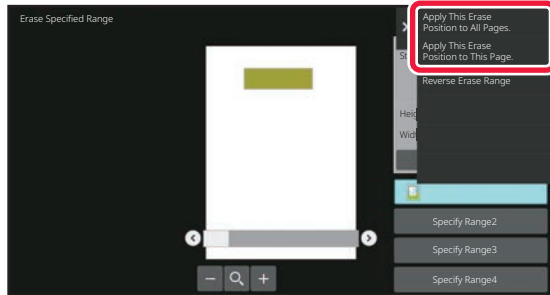 Erase Specified Range
Apply This Erase
Position to All Pages.
Apply This Erase
Position to This Page.
Reverse Erase Range
Specify Range2
Specify Range3
Specify Range4